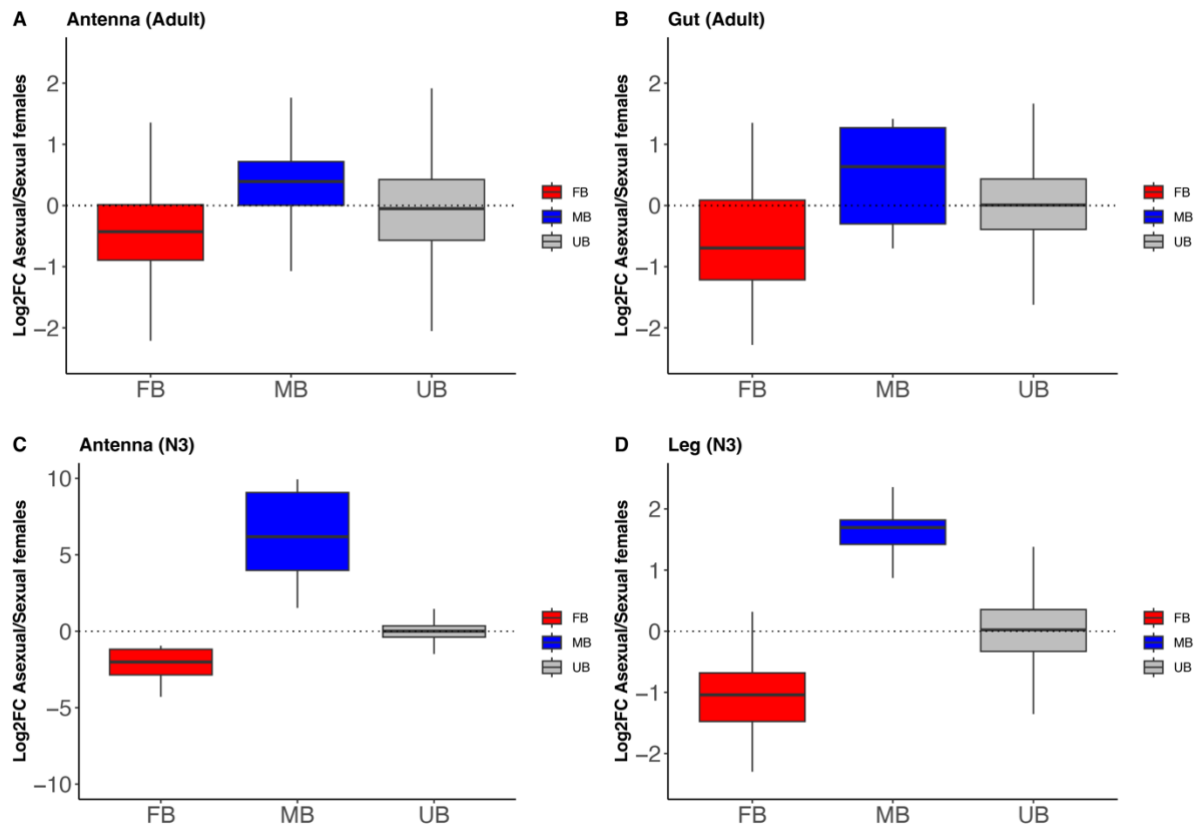 A Antenna (Adult)
Log2FC Asexual/Sexual females
2
1
0
−1
−2
FB MB UB
FB
MB
UB
B Gut (Adult)
Log2FC Asexual/Sexual females
2
1
0
−1
−2
FB MB UB
FB
MB
UB
C Antenna (N3)
Log2FC Asexual/Sexual females
10
5
0
−5
−10
FB MB UB
FB
MB
UB
D Leg (N3)
Log2FC Asexual/Sexual females
2
1
0
−1
−2
FB MB UB
FB
MB
UB